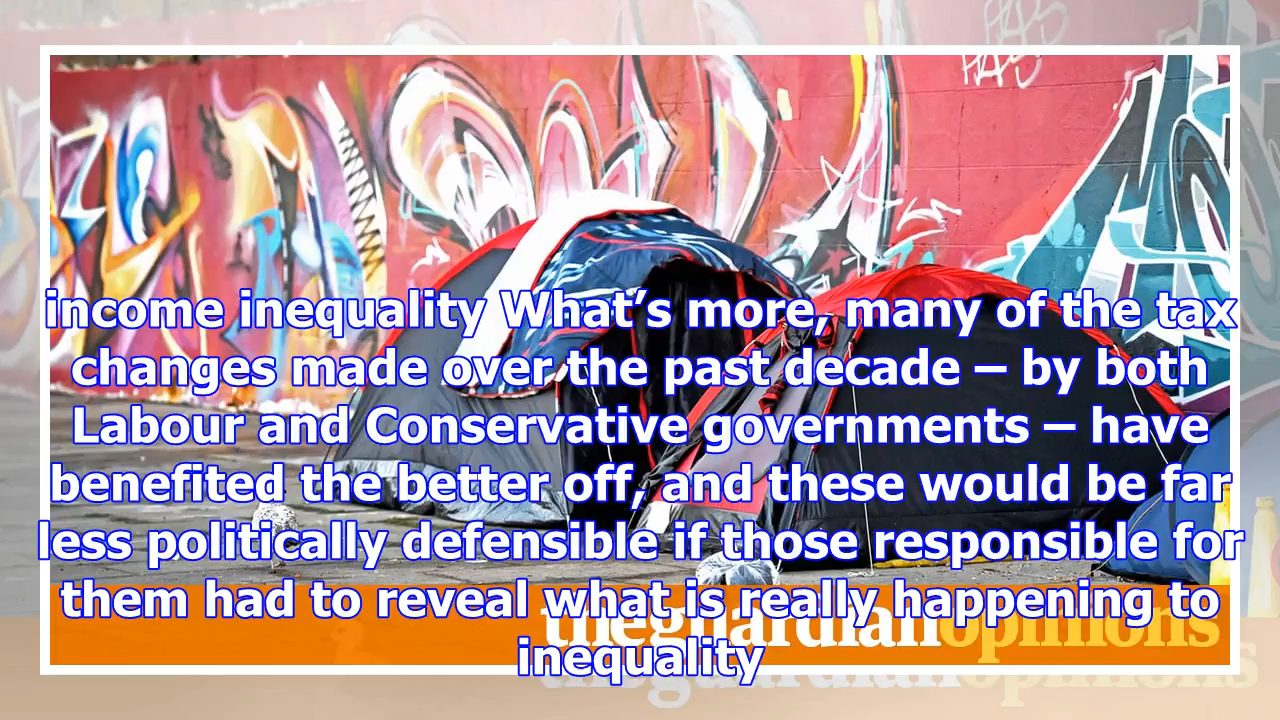 income inequality What’s more, many of the tax
changes made over the past decade – by both
Labour and Conservative governments – have
benefited the better off, and these would be far
less politically defensible if those responsible for
them had to reveal what is really happening to
inequality
theguardianopinions
theguardianopinions